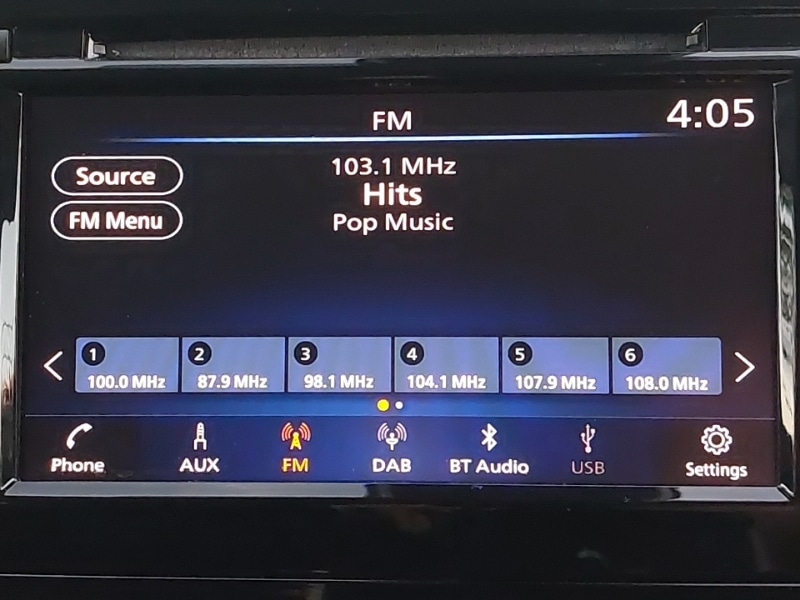 FM
4:05
Source
103.1 MHz
Hits
FM Menu
Pop Music
1 2 3 4 5 6
100.0 MHz 87.9 MHz 98.1 MHz 104.1 MHz 107.9 MHz 108.0 MHz
Phone AUX FM DAB BT Audio USB Settings